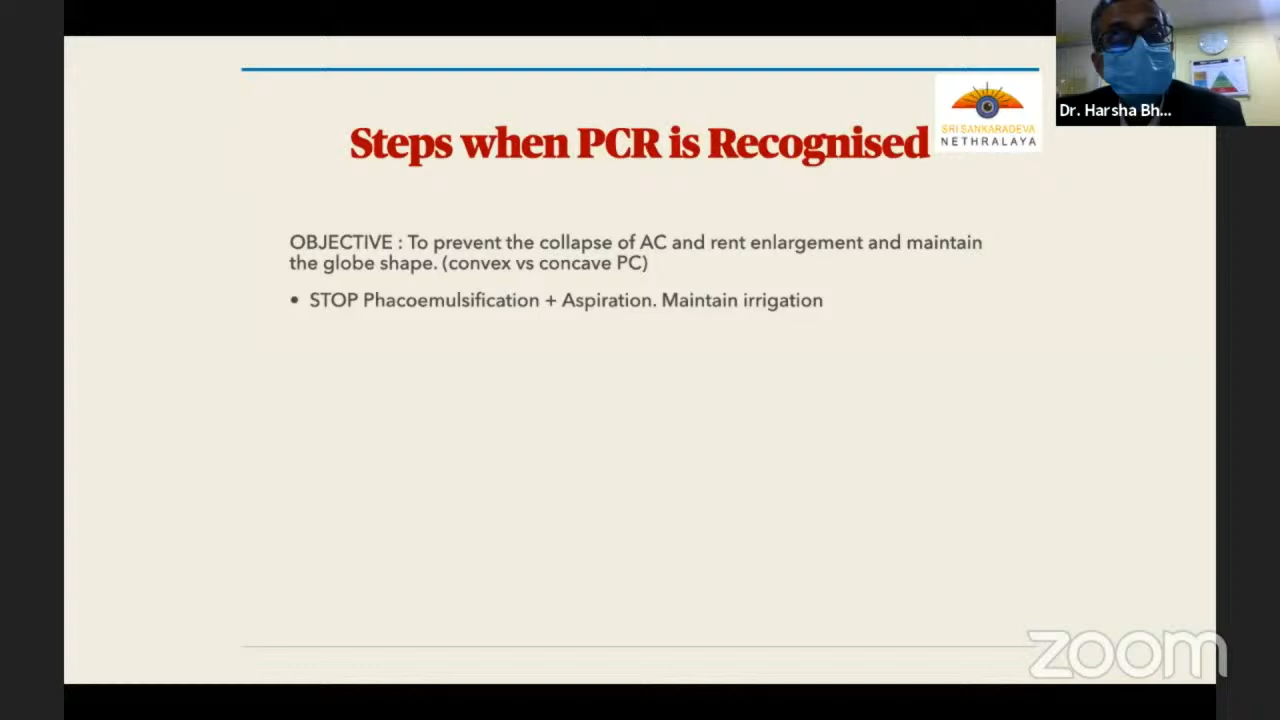 Dr. Harsha Bh...
SRI SANKARADEVA
NETHRALAYA
Steps when PCR is Recognised
OBJECTIVE : To prevent the collapse of AC and rent enlargement and maintain
the globe shape. (convex vs concave PC)
• STOP Phacoemulsification + Aspiration. Maintain irrigation
zoom